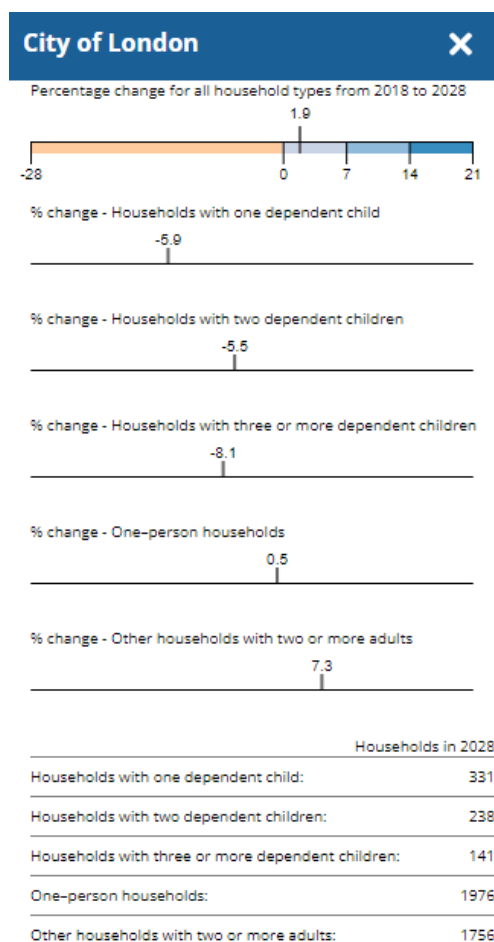 City of London
Percentage change for all household types from 2018 to 2028
1.9
-28 0 7 14 21
% change - Households with one dependent child
-5.9
% change - Households with two dependent children
-5.5
% change - Households with three or more dependent children
-8.1
% change - One–person households
0.5
% change - Other households with two or more adults
7.3
Households in 2028
Households with one dependent child: 331
Households with two dependent children: 238
Households with three or more dependent children: 141
One–person households: 1976
Other households with two or more adults: 1756